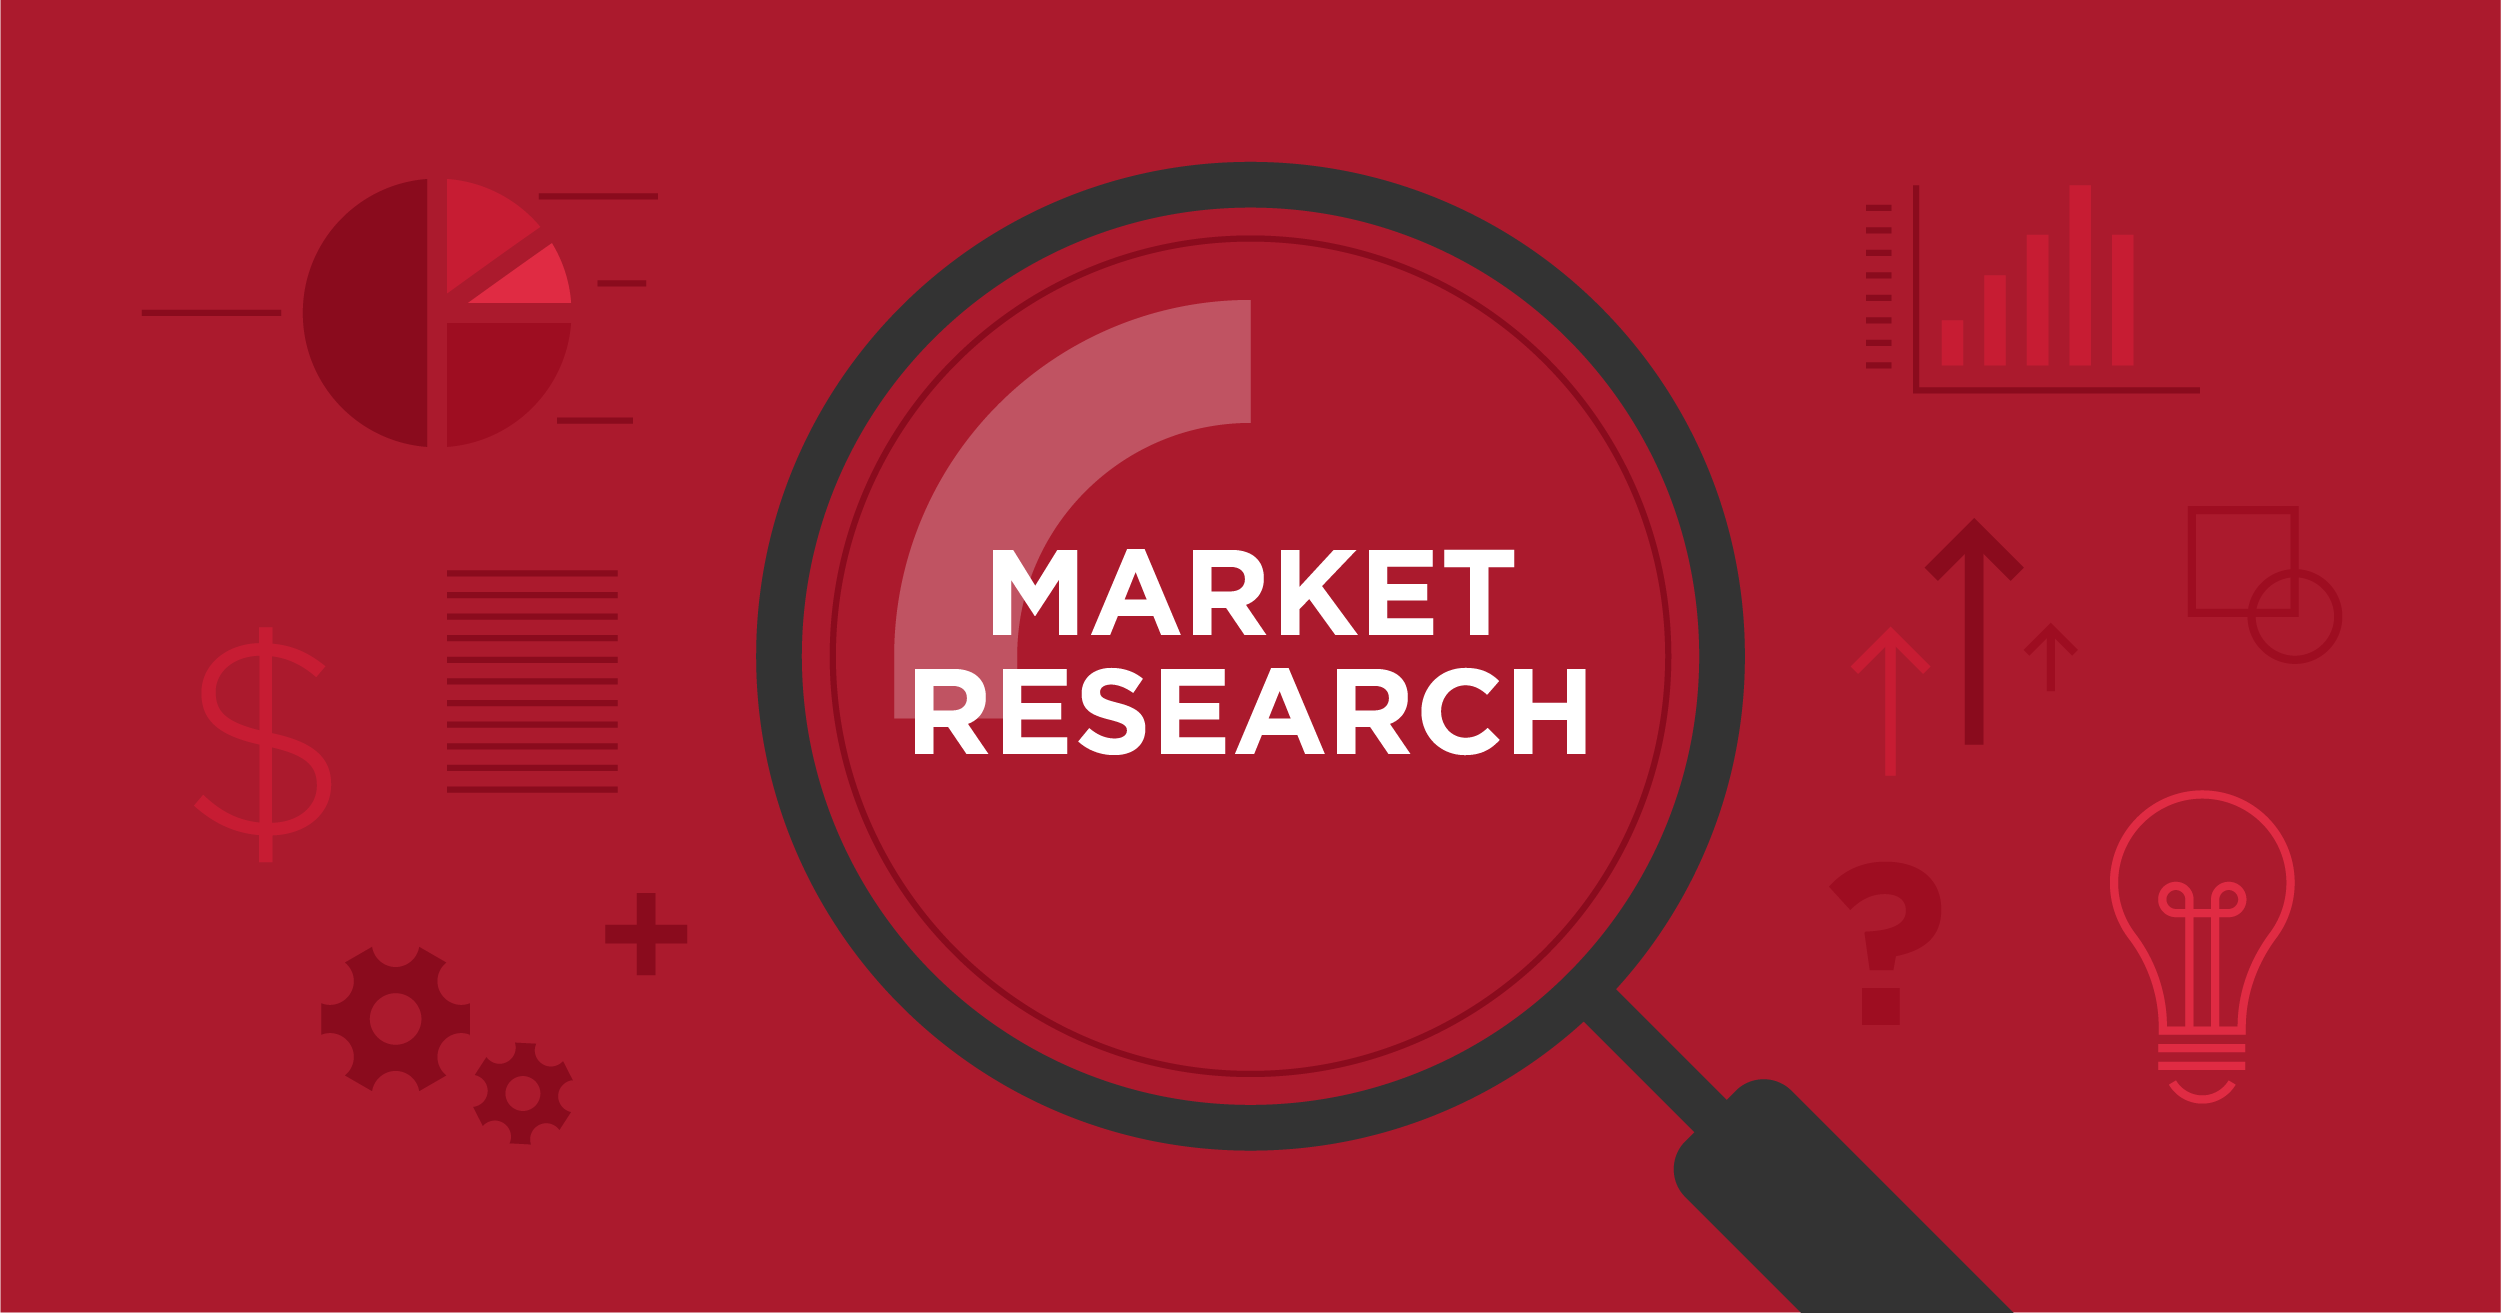 MARKET
RESEARCH
$
?